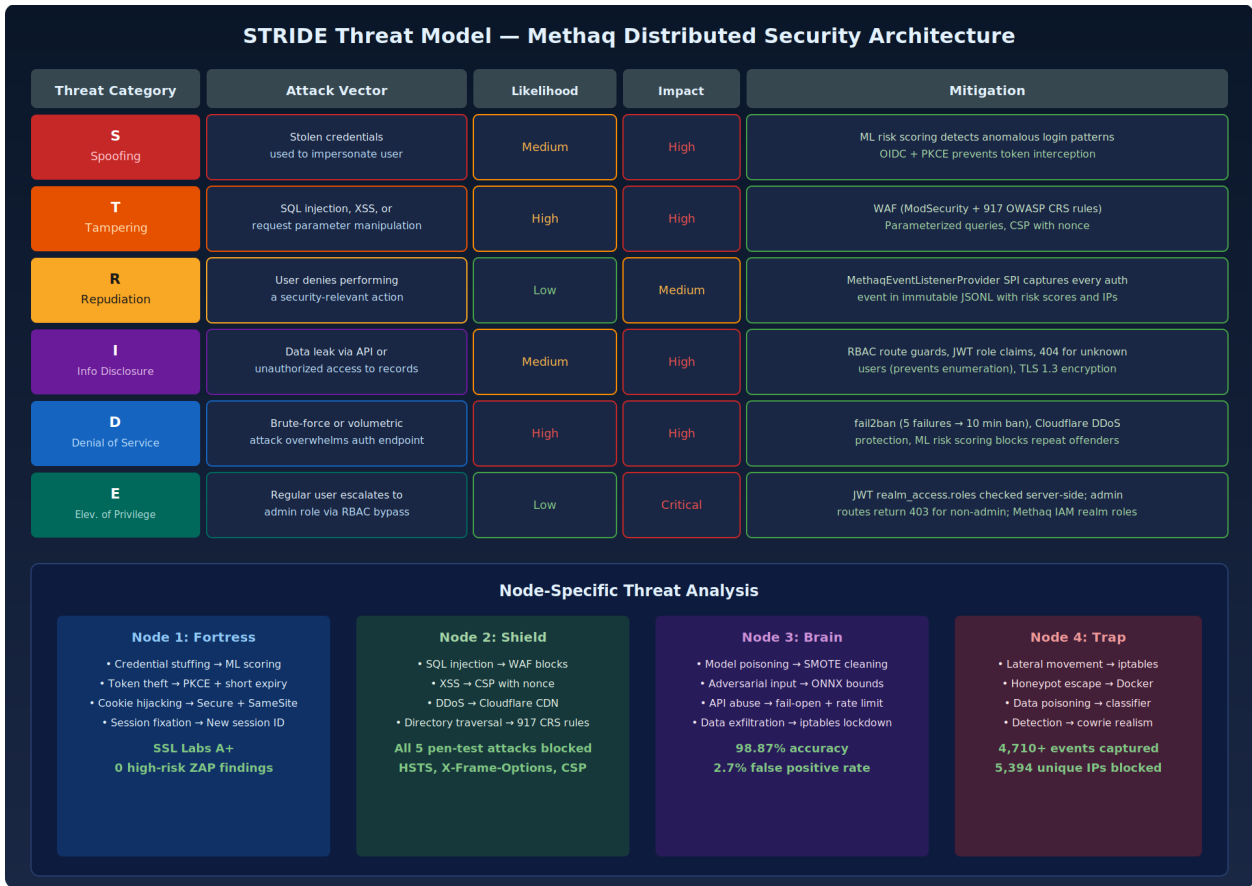 STRIDE Threat Model — Methaq Distributed Security Architecture
Threat Category
Attack Vector
Likelihood
Impact
Mitigation
S
Spoofing
Stolen credentials
used to impersonate user
Medium
High
ML risk scoring detects anomalous login patterns
OIDC + PKCE prevents token interception
T
Tampering
SQL injection, XSS, or
request parameter manipulation
High
High
WAF (ModSecurity + 917 OWASP CRS rules)
Parameterized queries, CSP with nonce
R
Repudiation
User denies performing
a security-relevant action
Low
Medium
MethaqEventListenerProvider SPI captures every auth
event in immutable JSONL with risk scores and IPs
I
Info Disclosure
Data leak via API or
unauthorized access to records
Medium
High
RBAC route guards, JWT role claims, 404 for unknown
users (prevents enumeration), TLS 1.3 encryption
D
Denial of Service
Brute-force or volumetric
attack overwhelms auth endpoint
High
High
fail2ban (5 failures → 10 min ban), Cloudflare DDoS
protection, ML risk scoring blocks repeat offenders
E
Elev. of Privilege
Regular user escalates to
admin role via RBAC bypass
Low
Critical
JWT realm_access.roles checked server-side; admin
routes return 403 for non-admin; Methaq IAM realm roles
Node-Specific Threat Analysis
Node 1: Fortress
• Credential stuffing → ML scoring
• Token theft → PKCE + short expiry
• Cookie hijacking → Secure + SameSite
• Session fixation → New session ID
SSL Labs A+
0 high-risk ZAP findings
Node 2: Shield
• SQL injection → WAF blocks
• XSS → CSP with nonce
• DDoS → Cloudflare CDN
• Directory traversal → 917 CRS rules
All 5 pen-test attacks blocked
HSTS, X-Frame-Options, CSP
Node 3: Brain
• Model poisoning → SMOTE cleaning
• Adversarial input → ONNX bounds
• API abuse → fail-open + rate limit
• Data exfiltration → iptables lockdown
98.87% accuracy
2.7% false positive rate
Node 4: Trap
• Lateral movement → iptables
• Honeypot escape → Docker
• Data poisoning → classifier
• Detection → cowrie realism
4,710+ events captured
5,394 unique IPs blocked